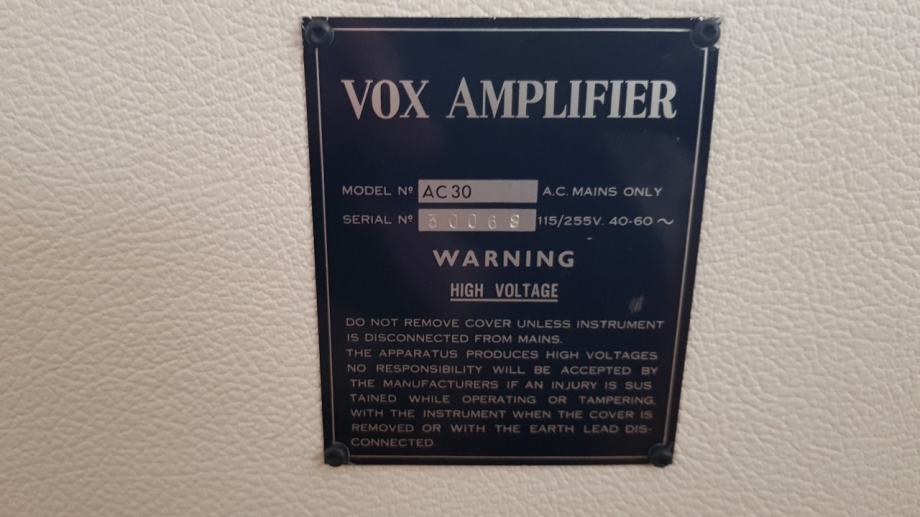 VOX AMPLIFIER
MODEL Nº AC30 A.C. MAINS ONLY
SERIAL Nº 115/255V. 40-60 ~
WARNING
HIGH VOLTAGE
DO NOT REMOVE COVER UNLESS INSTRUMENT
IS DISCONNECTED FROM MAINS.
THE APPARATUS PRODUCES HIGH VOLTAGES
NO RESPONSIBILITY WILL BE ACCEPTED BY
THE MANUFACTURERS IF AN INJURY IS SUS
TAINED WHILE OPERATING OR TAMPERING.
WITH THE INSTRUMENT WHEN THE COVER IS
REMOVED OR WITH THE EARTH LEAD DIS-
CONNECTED.